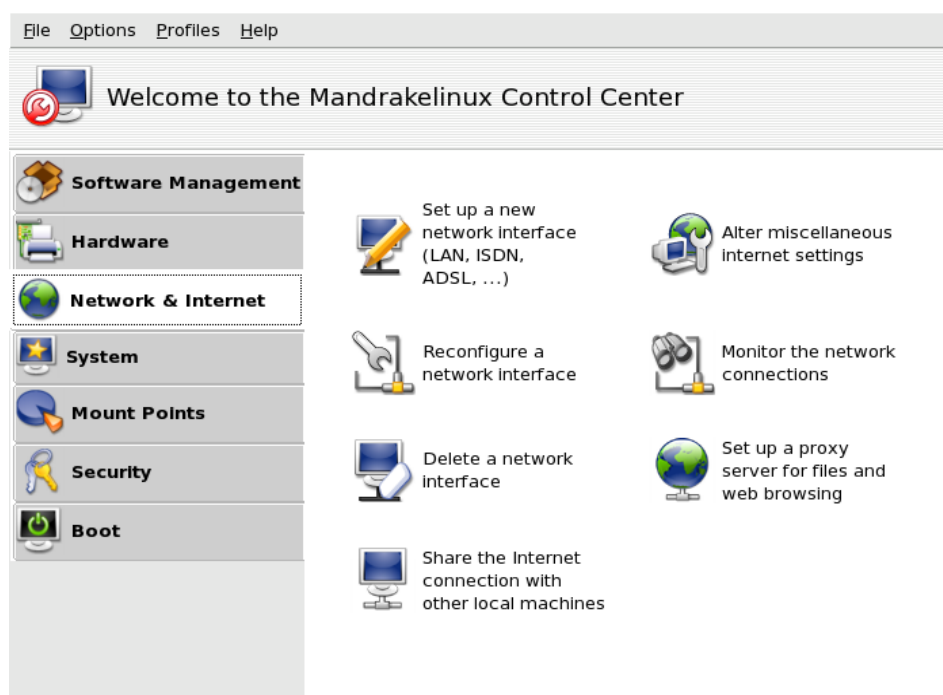 File Options Profiles Help
Welcome to the Mandrakelinux Control Center
Software Management
Hardware
Network & Internet
System
Mount Points
Security
Boot
Set up a new
network interface
(LAN, ISDN,
ADSL, ...)
Alter miscellaneous
internet settings
Reconfigure a
network interface
Monitor the network
connections
Delete a network
interface
Set up a proxy
server for files and
web browsing
Share the Internet
connection with
other local machines